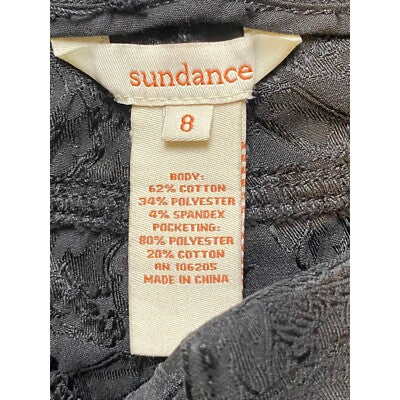 sundance
8
BODY:
62% COTTON
34% POLYESTER
4% SPANDEX
POCKETING:
80% POLYESTER
20% COTTON
RN 106205
MADE IN CHINA